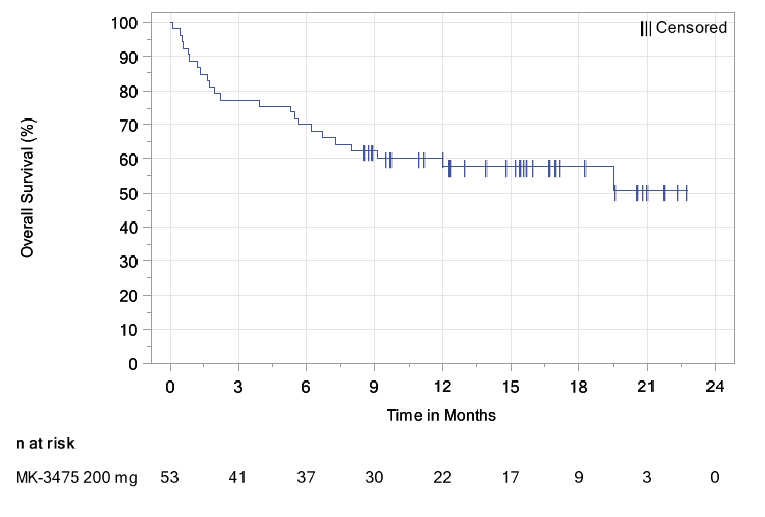 ||| Censored
Overall Survival (%)
100
90
80
70
60
50
40
30
20
10
0
0 3 6 9 12 15 18 21 24
Time in Months
n at risk
MK-3475 200 mg 53 41 37 30 22 17 9 3 0